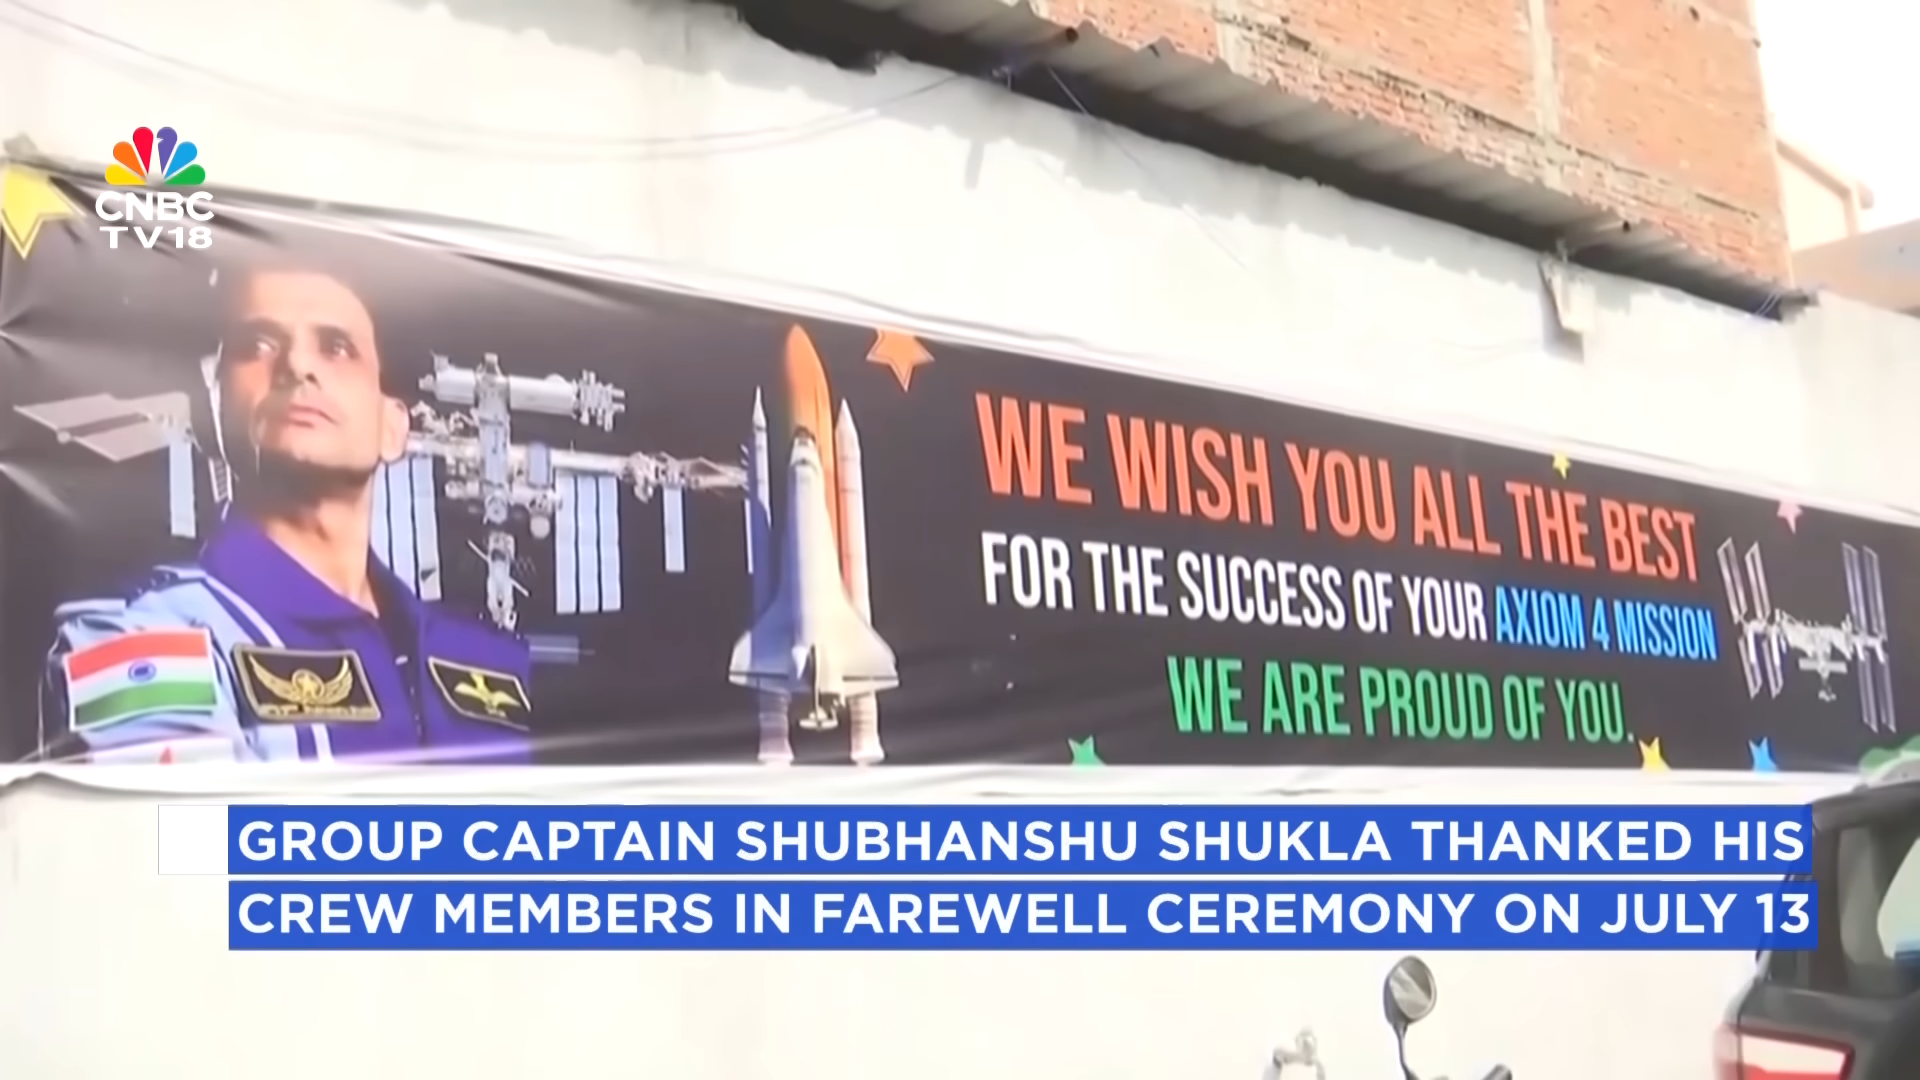 CNBC
TV18
WE WISH YOU ALL THE BEST
FOR THE SUCCESS OF YOUR AXIOM 4 MISSION
WE ARE PROUD OF YOU.
GROUP CAPTAIN SHUBHANSHU SHUKLA THANKED HIS
CREW MEMBERS IN FAREWELL CEREMONY ON JULY 13